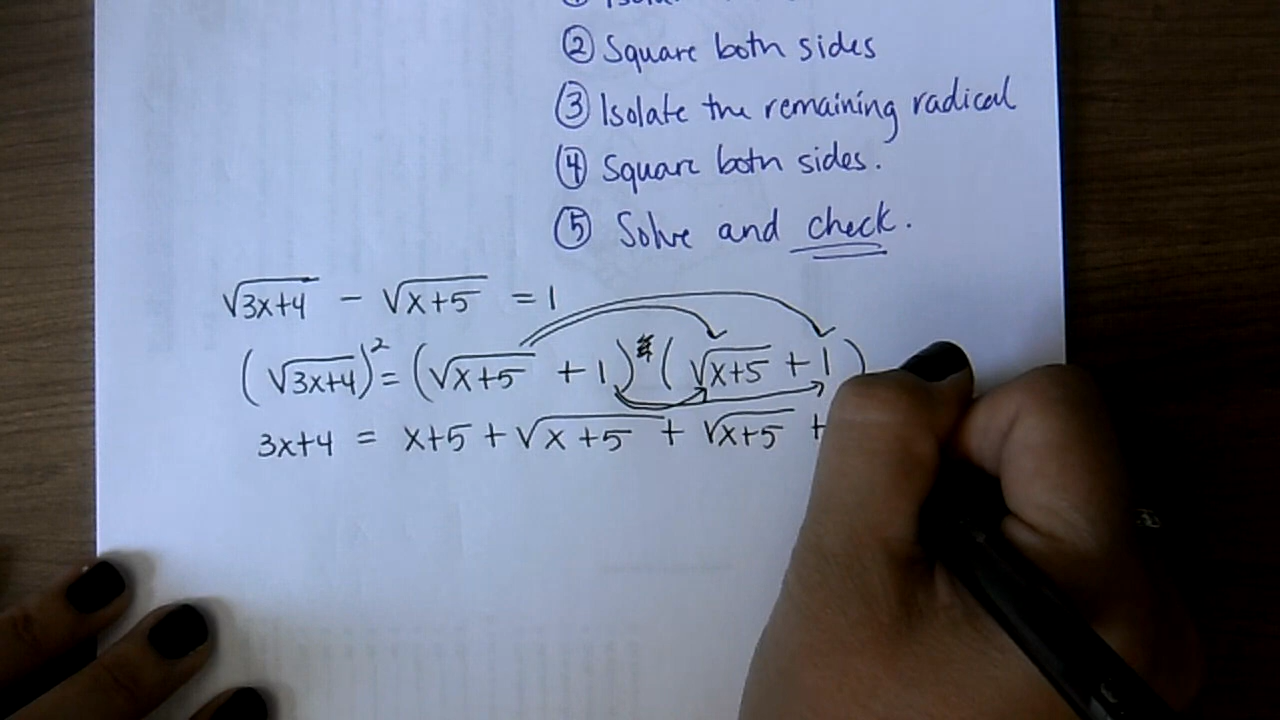 ② Square both sides
③ Isolate the remaining radical
④ Square both sides.
⑤ Solve and check.
√3x+4 - √x+5 = 1
(√3x+4)² = (√x+5 + 1)(√x+5 + 1)
3x+4 = x+5 + √x+5 + √x+5 +